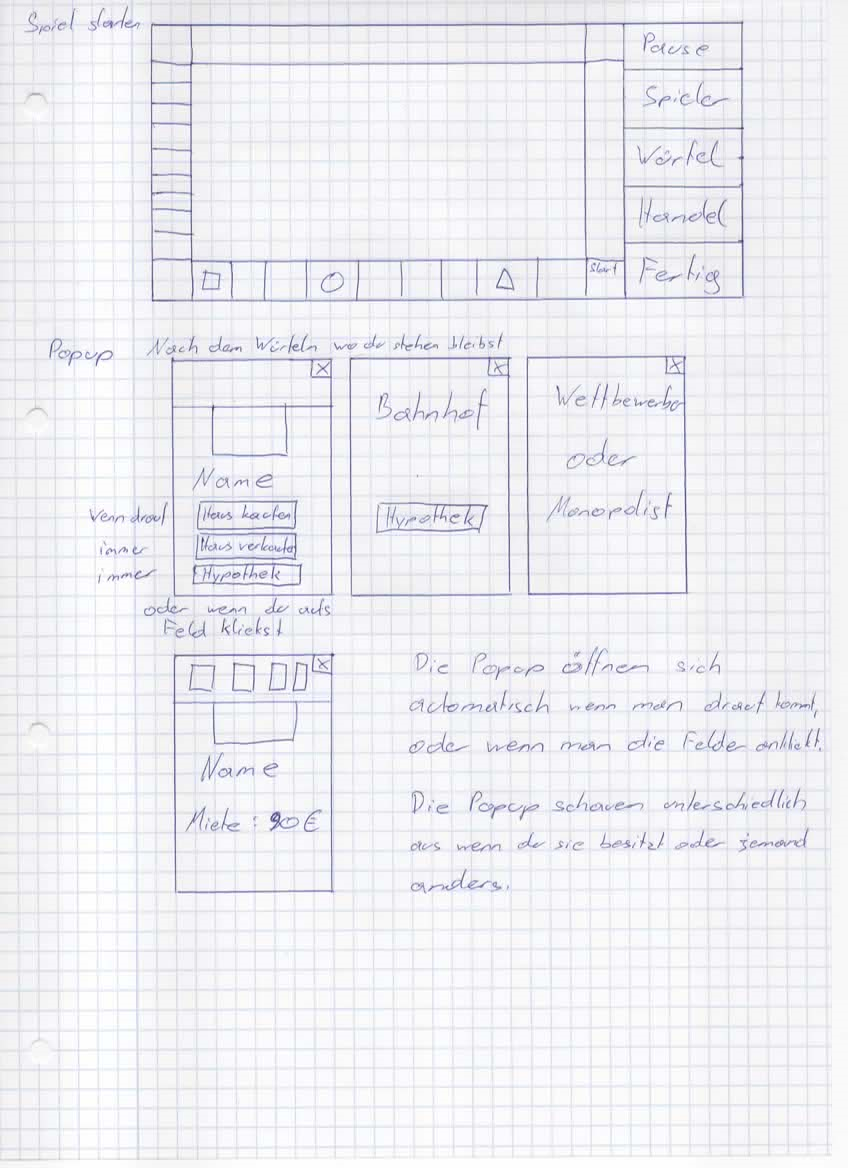 Spiel starten
Pause
Spieler
Würfel
Handel
Start
Fertig
Popup Nach dem Würfeln wo du stehen bleibst
X
X
X
Bahnhof
Wettbewerbe
oder
Monopolist
Name
Wenn drauf Haus kaufen
immer Haus verkaufen
immer Hypothek
Hypothek
oder wenn du aufs
Feld klickst
X
Name
Miete : 90€
Die Popup öffnen sich
automatisch wenn man drauf kommt,
oder wenn man die Felder anklickt.
Die Popup schauen unterschiedlich
aus wenn du sie besitzt oder jemand
anders.